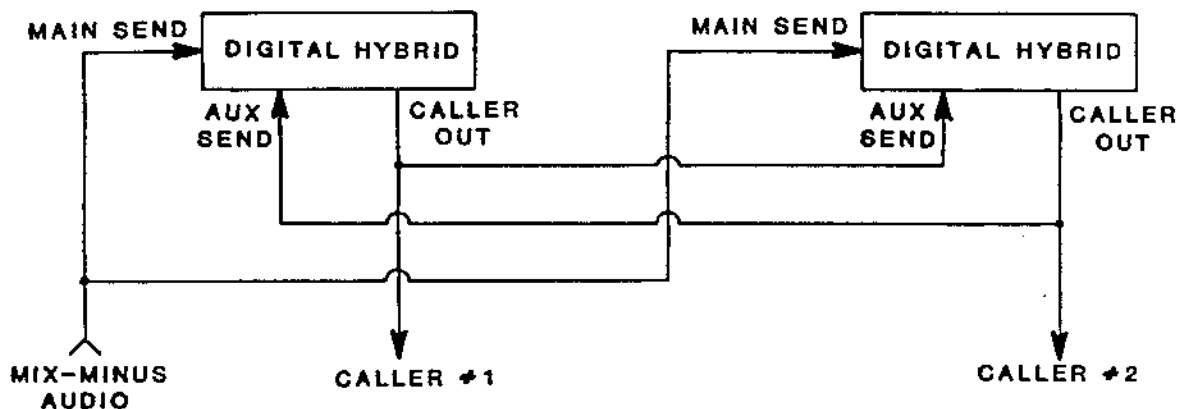 MAIN SEND
DIGITAL HYBRID
MAIN SEND
DIGITAL HYBRID
AUX
SEND
CALLER
OUT
AUX
SEND
CALLER
OUT
MIX-MINUS
AUDIO
CALLER #1
CALLER #2